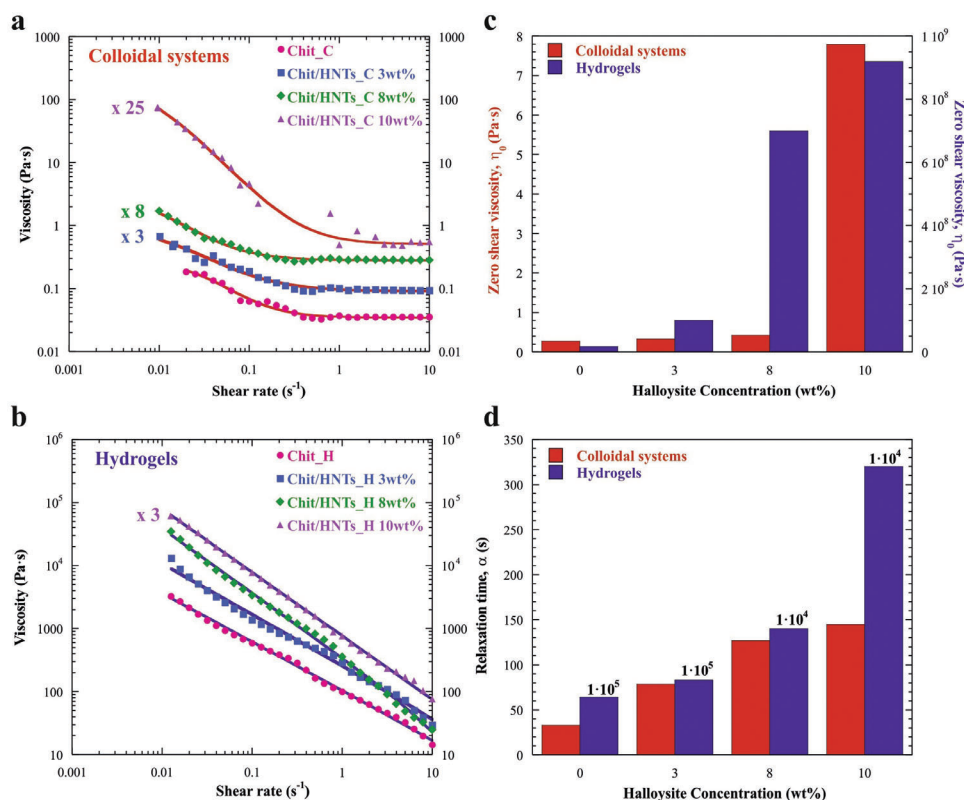 a
1000
1000
Colloidal systems
Chit_C
Chit/HNTs_C 3wt%
Chit/HNTs_C 8wt%
Chit/HNTs_C 10wt%
100
100
x 25
10
10
x 8
1
1
x 3
0.1
0.1
0.01
0.01
0.001
0.01
0.1
1
10
Viscosity (Pa·s)
Shear rate (s⁻¹)
b
10⁶
10⁶
Hydrogels
Chit_H
Chit/HNTs_H 3wt%
Chit/HNTs_H 8wt%
Chit/HNTs_H 10wt%
10⁵
10⁵
x 3
10⁴
10⁴
1000
1000
100
100
10
10
0.001
0.01
0.1
1
10
Viscosity (Pa·s)
Shear rate (s⁻¹)
c
Colloidal systems
Hydrogels
8
7
6
5
4
3
2
1
0
1 10⁹
8 10⁸
6 10⁸
4 10⁸
2 10⁸
0
Zero shear viscosity, η₀ (Pa·s)
Zero shear viscosity, η₀ (Pa·s)
0
3
8
10
Halloysite Concentration (wt%)
d
Colloidal systems
Hydrogels
350
300
250
200
150
100
50
0
1·10⁵
1·10⁵
1·10⁴
1·10⁴
Relaxation time, α (s)
0
3
8
10
Halloysite Concentration (wt%)